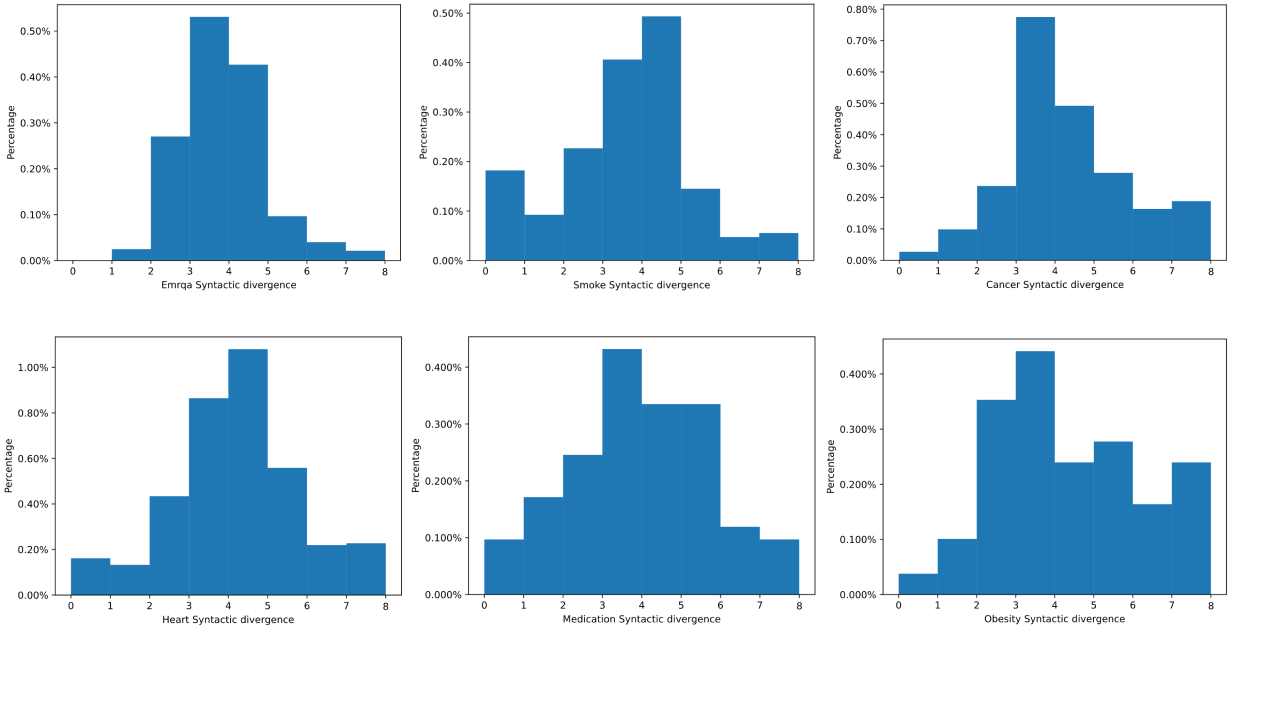 Percentage
0.50%
0.40%
0.30%
0.20%
0.10%
0.00%
0 1 2 3 4 5 6 7 8
Emrqa Syntactic divergence
Percentage
0.50%
0.40%
0.30%
0.20%
0.10%
0.00%
0 1 2 3 4 5 6 7 8
Smoke Syntactic divergence
Percentage
0.80%
0.70%
0.60%
0.50%
0.40%
0.30%
0.20%
0.10%
0.00%
0 1 2 3 4 5 6 7 8
Cancer Syntactic divergence
Percentage
1.00%
0.80%
0.60%
0.40%
0.20%
0.00%
0 1 2 3 4 5 6 7 8
Heart Syntactic divergence
Percentage
0.400%
0.300%
0.200%
0.100%
0.000%
0 1 2 3 4 5 6 7 8
Medication Syntactic divergence
Percentage
0.400%
0.300%
0.200%
0.100%
0.000%
0 1 2 3 4 5 6 7 8
Obesity Syntactic divergence